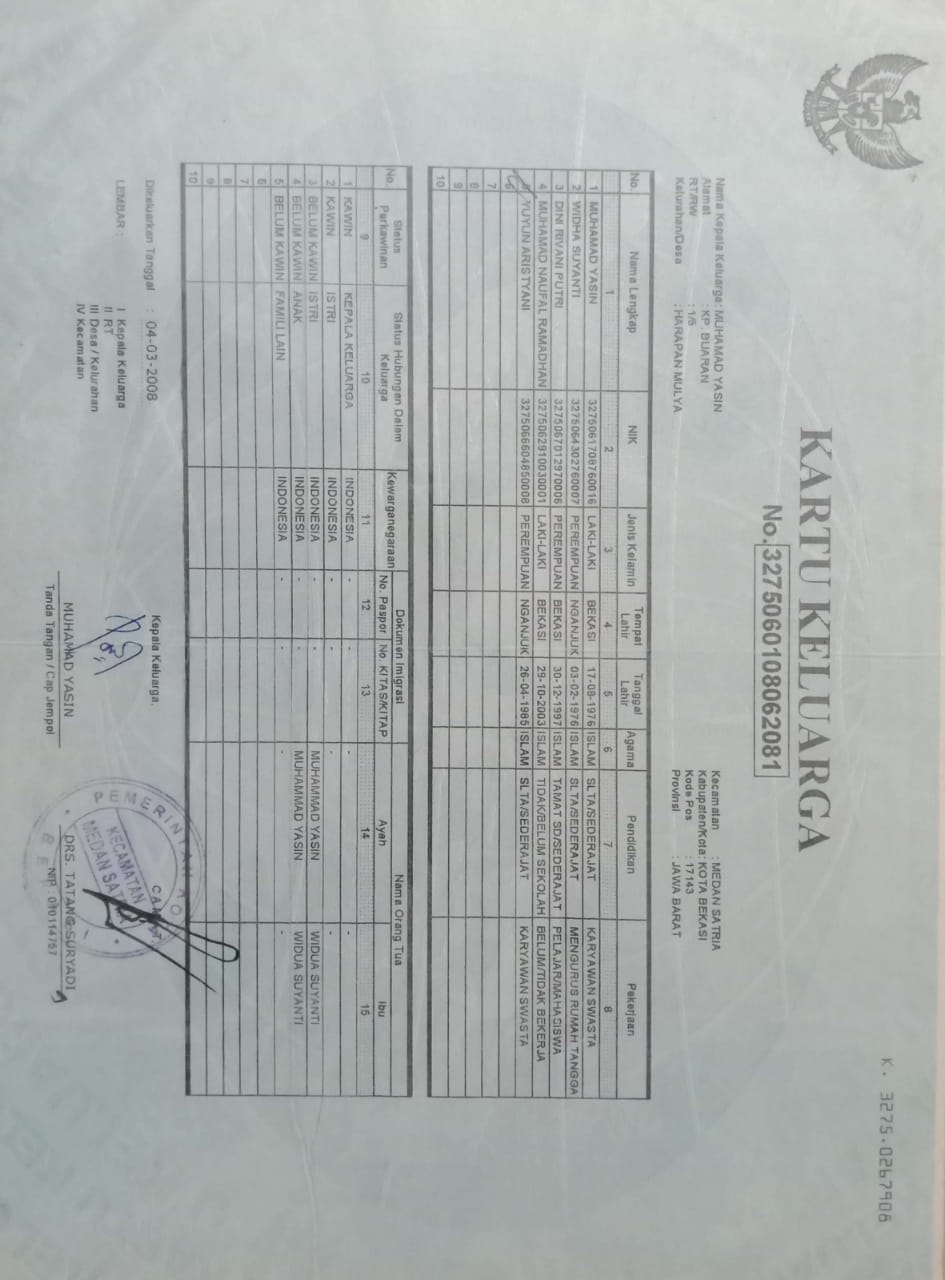 K. 3275.0267906
KARTU KELUARGA
No. 3275060108062081
Nama Kepala Keluarga : MUHAMAD YASIN
Alamat : KP. BUARAN
RT/RW : 1/5
Kelurahan/Desa : HARAPAN MULYA
Kecamatan : MEDAN SATRIA
Kabupaten/Kota : KOTA BEKASI
Kode Pos : 17143
Provinsi : JAWA BARAT
No. Nama Lengkap NIK Jenis Kelamin Tempat Lahir Tanggal Lahir Agama Pendidikan Pekerjaan
1 2 3 4 5 6 7 8
1 MUHAMAD YASIN 3275061708760016 LAKI-LAKI BEKASI 17-08-1976 ISLAM SLTA/SEDERAJAT KARYAWAN SWASTA
2 WIDHA SUYANTI 3275064302760007 PEREMPUAN NGANJUK 03-02-1976 ISLAM SLTA/SEDERAJAT MENGURUS RUMAH TANGGA
3 DINI RIVANI PUTRI 3275067012970006 PEREMPUAN BEKASI 30-12-1997 ISLAM TAMAT SD/SEDERAJAT PELAJAR/MAHASISWA
4 MUHAMAD NAUFAL RAMADHAN 3275062910030001 LAKI-LAKI BEKASI 29-10-2003 ISLAM TIDAK/BELUM SEKOLAH BELUM/TIDAK BEKERJA
5 YUYUN ARISTYANI 3275066604850008 PEREMPUAN NGANJUK 26-04-1985 ISLAM SLTA/SEDERAJAT KARYAWAN SWASTA
6
7
8
9
10
No. Status Perkawinan Status Hubungan Dalam Keluarga Kewarganegaraan Dokumen Imigrasi Nama Orang Tua
No. Paspor No. KITAS/KITAP Ayah Ibu
9 10 11 12 13 14 15
1 KAWIN KEPALA KELUARGA INDONESIA - - - -
2 KAWIN ISTRI INDONESIA - - - -
3 BELUM KAWIN ISTRI INDONESIA - - MUHAMMAD YASIN WIDUA SUYANTI
4 BELUM KAWIN ANAK INDONESIA - - MUHAMMAD YASIN WIDUA SUYANTI
5 BELUM KAWIN FAMILI LAIN INDONESIA - - - -
6
7
8
9
10
Dikeluarkan Tanggal : 04-03-2008
LEMBAR : I Kepala Keluarga
II RT
III Desa / Kelurahan
IV Kecamatan
Kepala Keluarga.
MUHAMAD YASIN
Tanda Tangan / Cap Jempol
KECAMATAN
MEDAN SATRIA
DRS. TATANG SURYADI
NIP : 010114757